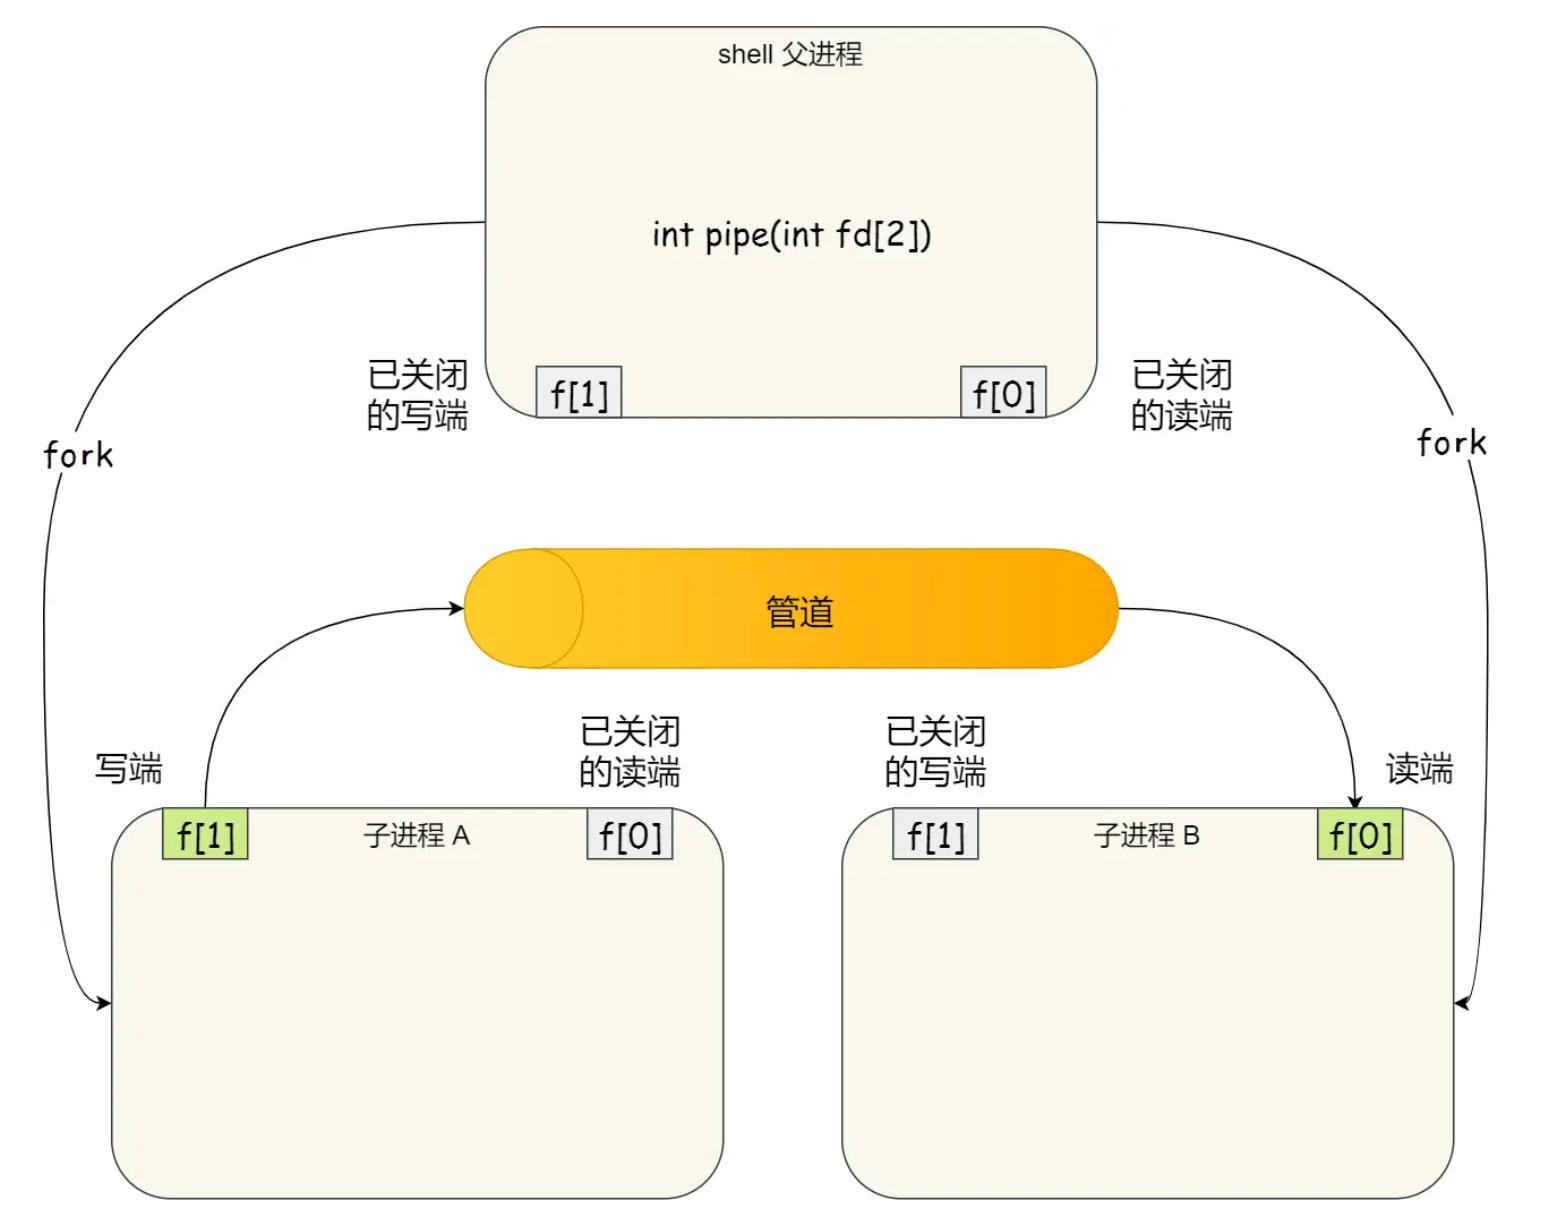 shell 父进程
int pipe(int fd[2])
已关闭
的写端
f[1]
f[0]
已关闭
的读端
fork
fork
管道
写端
已关闭
的读端
已关闭
的写端
读端
f[1]
子进程 A
f[0]
f[1]
子进程 B
f[0]